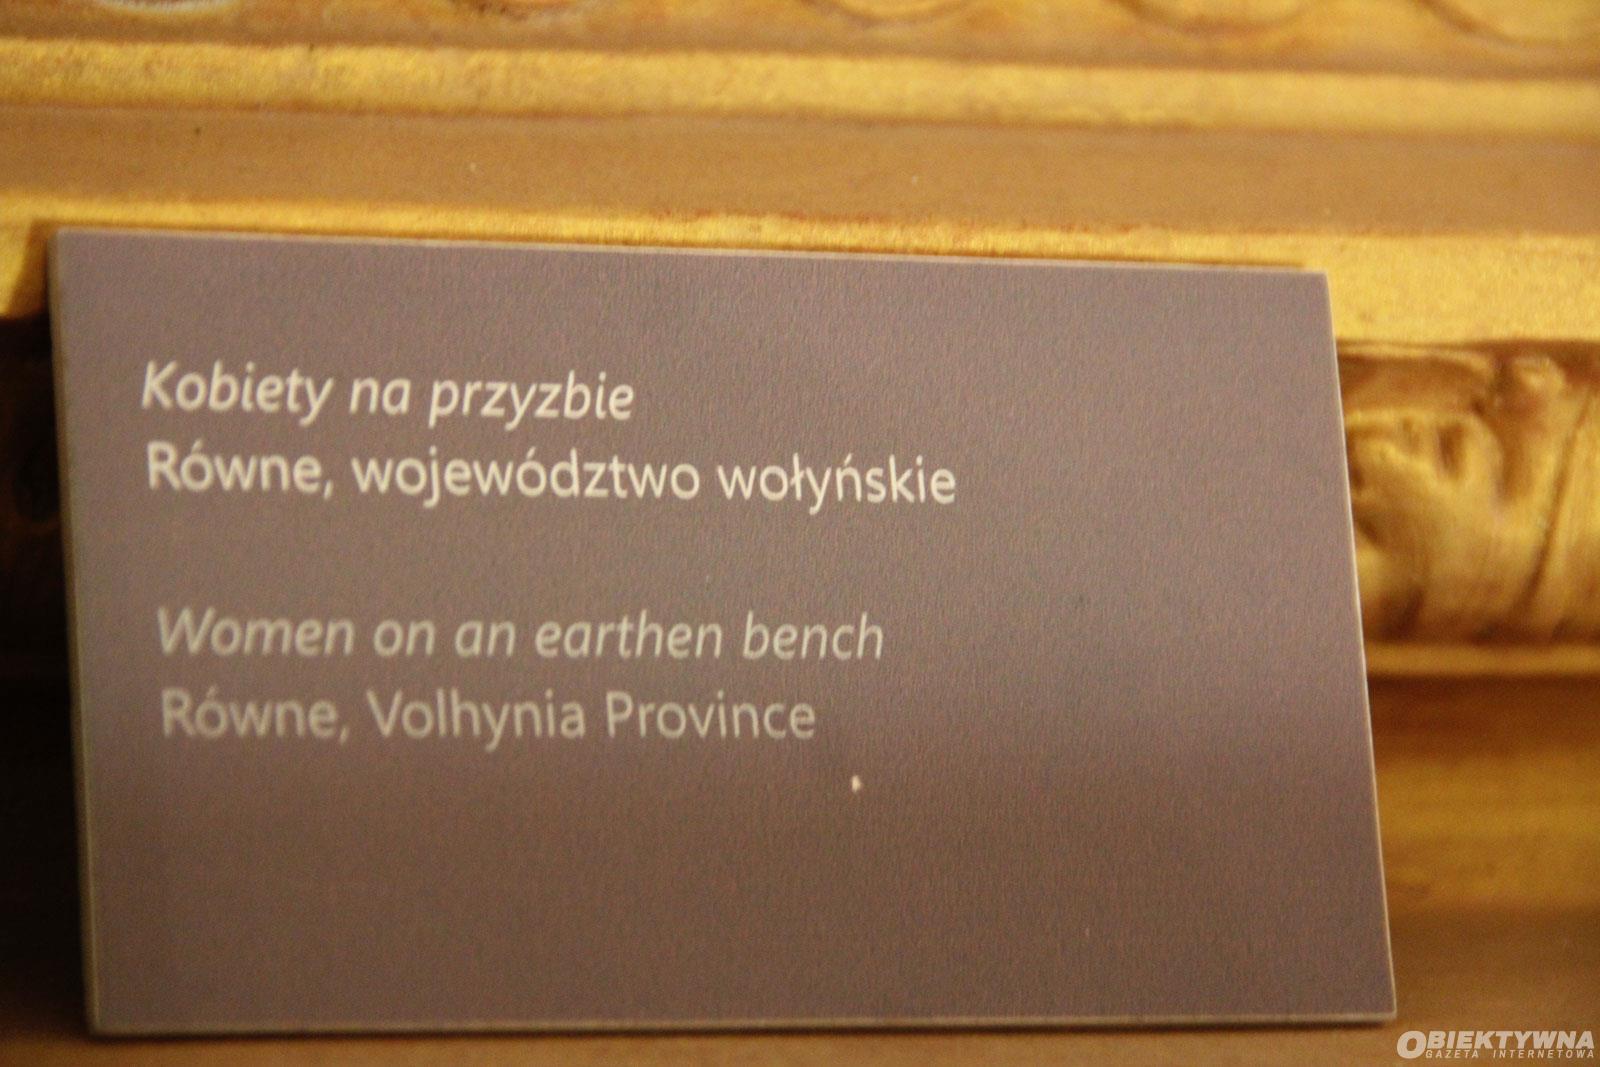 Kobiety na przyzbie
Równe, województwo wołyńskie
Women on an earthen bench
Równe, Volhynia Province
OBIEKTYWNA
GAZETA INTERNETOWA